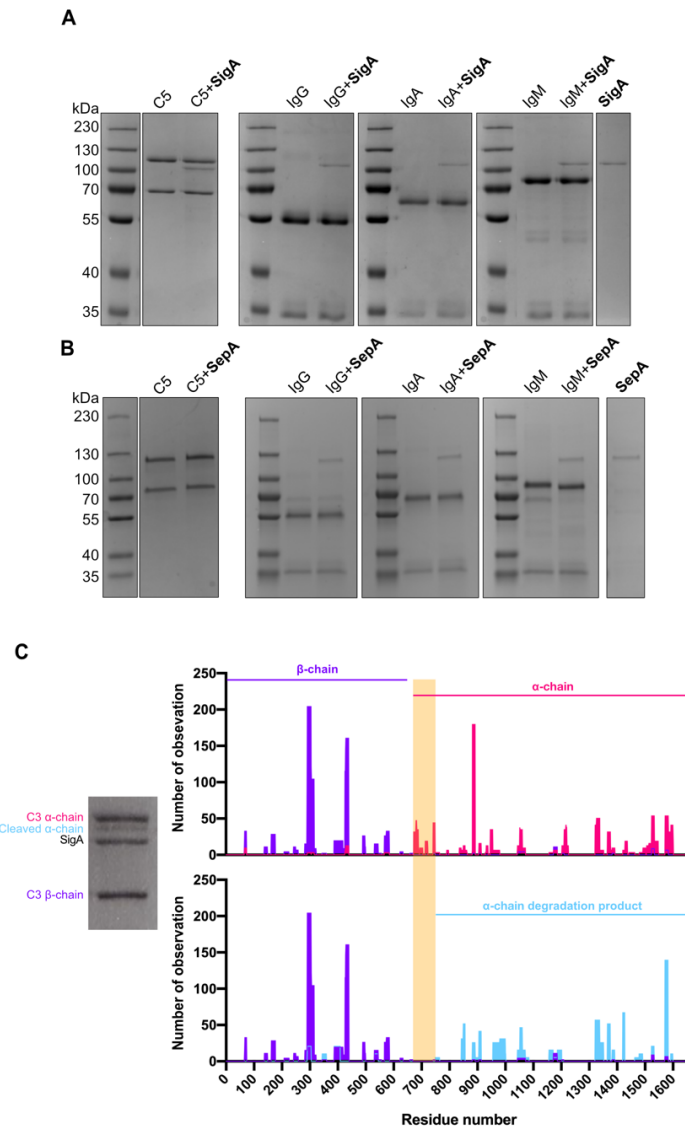 A
kDa
C5
C5+SigA
IgG
IgG+SigA
IgA
IgA+SigA
IgM
IgM+SigA
SigA
230
130
100
70
55
40
35
B
kDa
C5
C5+SepA
IgG
IgG+SepA
IgA
IgA+SepA
IgM
IgM+SepA
SepA
230
130
100
70
55
40
35
C
C3 α-chain
Cleaved α-chain
SigA
C3 β-chain
β-chain
α-chain
Number of obsevation
250
200
150
100
50
0
α-chain degradation product
Number of observation
250
200
150
100
50
0
0 100 200 300 400 500 600 700 800 900 1000 1100 1200 1300 1400 1500 1600
Residue number